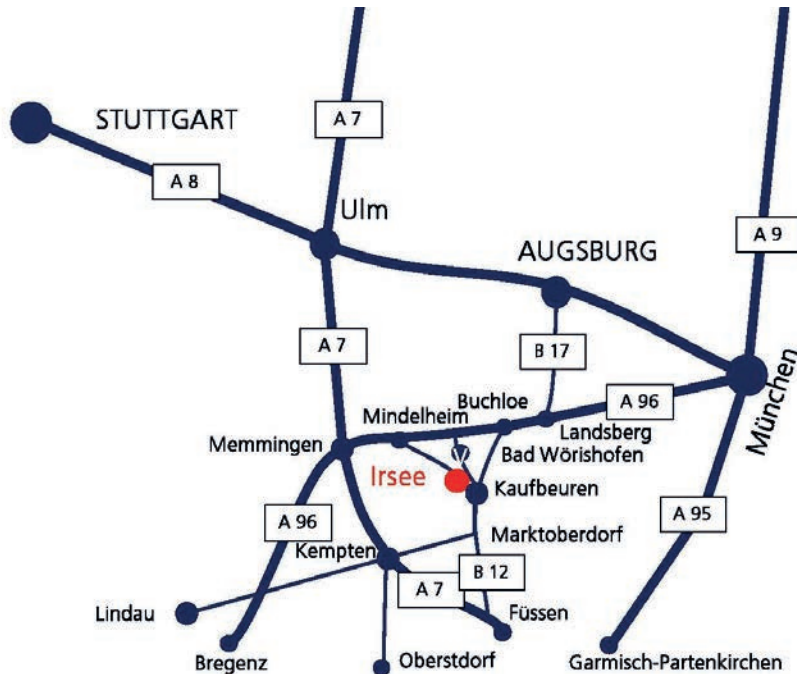 A 7
STUTTGART
A 8
Ulm
A 9
AUGSBURG
A 7
B 17
München
Buchloe
A 96
Mindelheim
Landsberg
Memmingen
Bad Wörishofen
Irsee
Kaufbeuren
A 96
A 95
Marktoberdorf
Kempten
B 12
A 7
Lindau
Füssen
Bregenz
Oberstdorf
Garmisch-Partenkirchen